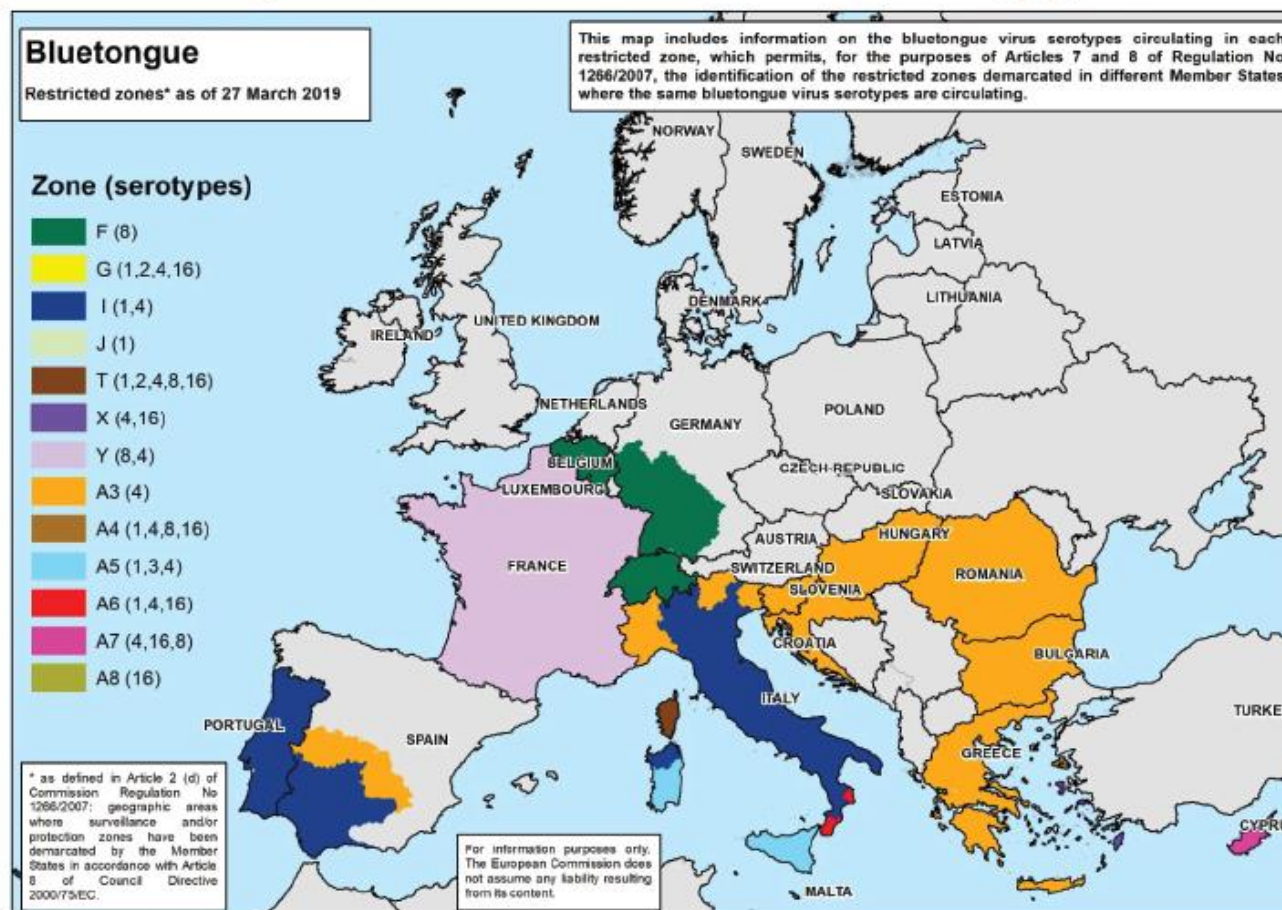 Bluetongue
Restricted zones* as of 27 March 2019
This map includes information on the bluetongue virus serotypes circulating in each
restricted zone, which permits, for the purposes of Articles 7 and 8 of Regulation No
1266/2007, the identification of the restricted zones demarcated in different Member States
where the same bluetongue virus serotypes are circulating.
Zone (serotypes)
F (8)
G (1,2,4,16)
I (1,4)
J (1)
T (1,2,4,8,16)
X (4,16)
Y (8,4)
A3 (4)
A4 (1,4,8,16)
A5 (1,3,4)
A6 (1,4,16)
A7 (4,16,8)
A8 (16)
NORWAY
SWEDEN
ESTONIA
LATVIA
LITHUANIA
DENMARK
UNITED KINGDOM
IRELAND
NETHERLANDS
GERMANY
POLAND
BELGIUM
LUXEMBOURG
CZECH REPUBLIC
SLOVAKIA
AUSTRIA
HUNGARY
FRANCE
SWITZERLAND
SLOVENIA
ROMANIA
CROATIA
BULGARIA
ITALY
PORTUGAL
SPAIN
GREECE
TURKE
CYPR
MALTA
* as defined in Article 2 (d) of
Commission Regulation No
1266/2007: geographic areas
where surveillance and/or
protection zones have been
demarcated by the Member
States in accordance with Article
8 of Council Directive
2000/75/EC.
For information purposes only.
The European Commission does
not assume any liability resulting
from its content.